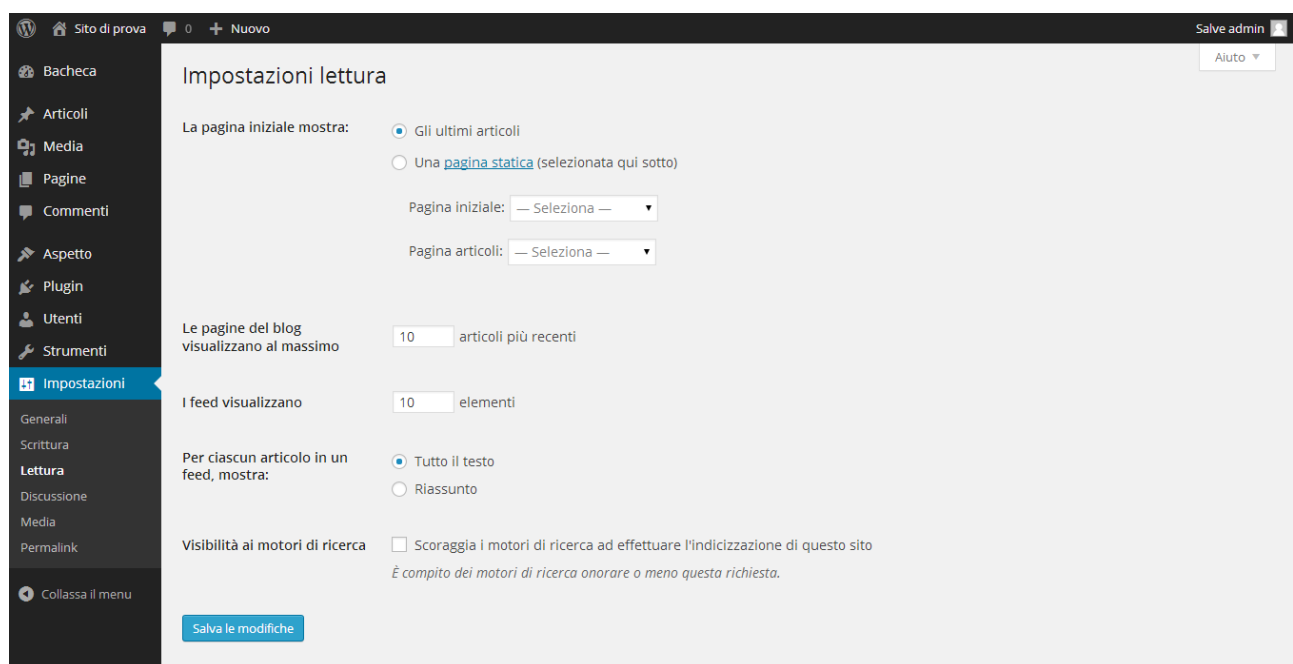 Sito di prova 0 + Nuovo Salve admin
Aiuto
Bacheca
Articoli
Media
Pagine
Commenti
Aspetto
Plugin
Utenti
Strumenti
Impostazioni
Generali
Scrittura
Lettura
Discussione
Media
Permalink
Collassa il menu
Impostazioni lettura
La pagina iniziale mostra:
Gli ultimi articoli
Una pagina statica (selezionata qui sotto)
Pagina iniziale: — Seleziona —
Pagina articoli: — Seleziona —
Le pagine del blog
visualizzano al massimo
10 articoli più recenti
I feed visualizzano 10 elementi
Per ciascun articolo in un
feed, mostra:
Tutto il testo
Riassunto
Visibilità ai motori di ricerca
Scoraggia i motori di ricerca ad effettuare l'indicizzazione di questo sito
È compito dei motori di ricerca onorare o meno questa richiesta.
Salva le modifiche